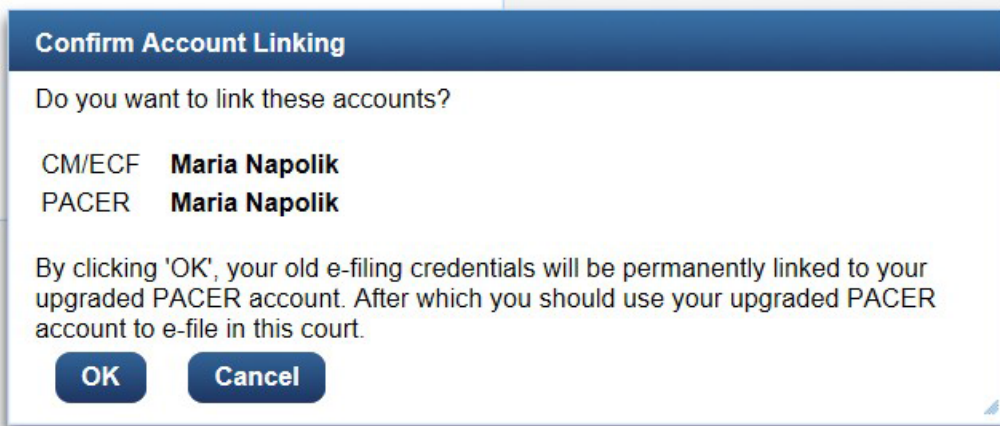 Confirm Account Linking
Do you want to link these accounts?
CM/ECF Maria Napolik
PACER Maria Napolik
By clicking 'OK', your old e-filing credentials will be permanently linked to your
upgraded PACER account. After which you should use your upgraded PACER
account to e-file in this court.
OK Cancel